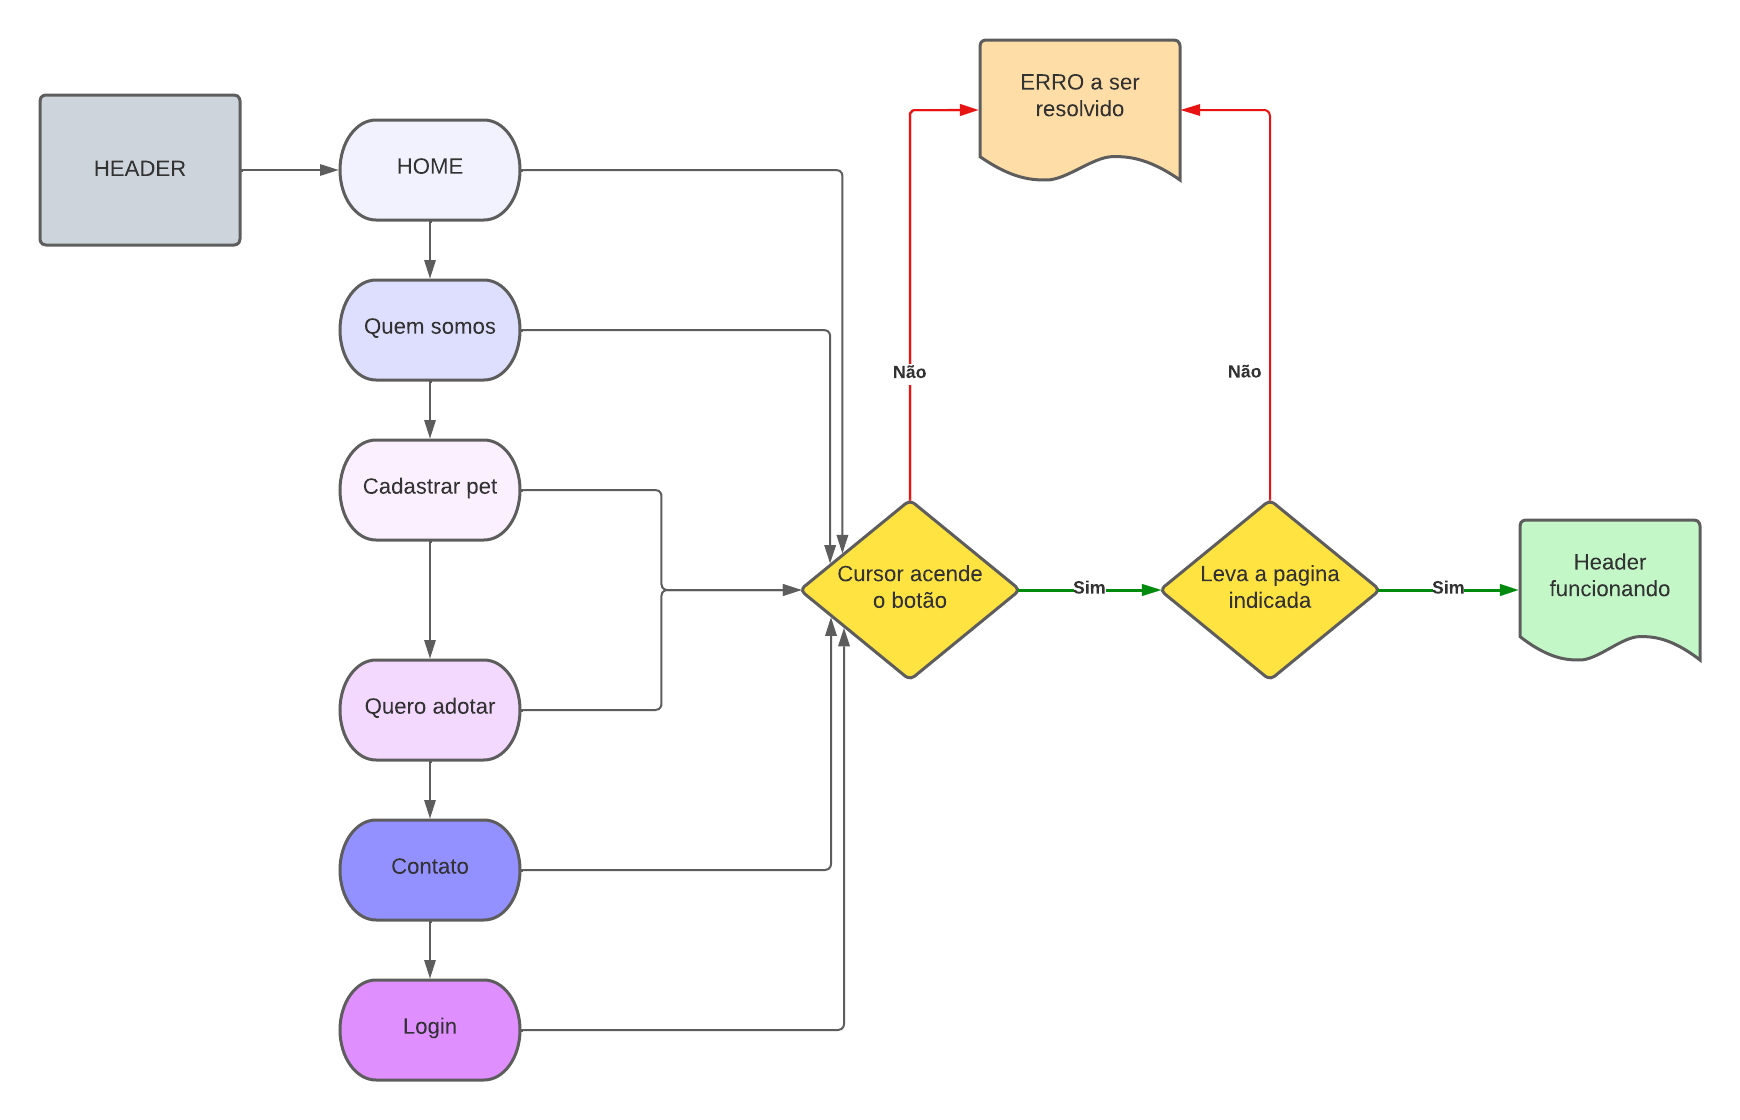 HEADER
HOME
Quem somos
Cadastrar pet
Quero adotar
Contato
Login
Cursor acende
o botão
Não
ERRO a ser
resolvido
Sim
Leva a pagina
indicada
Não
Sim
Header
funcionando